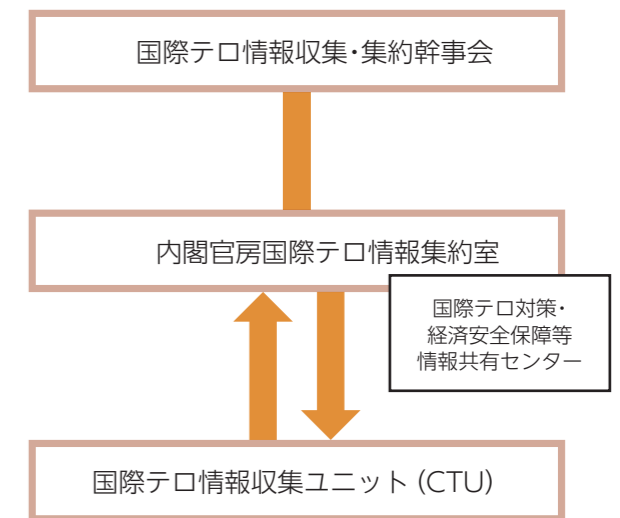 国際テロ情報収集・集約幹事会
内閣官房国際テロ情報集約室
国際テロ対策・
経済安全保障等
情報共有センター
国際テロ情報収集ユニット(CTU)